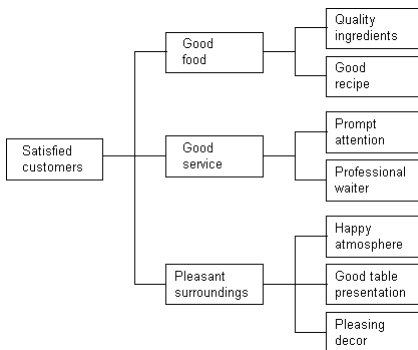 Satisfied
customers
Good
food
Quality
ingredients
Good
recipe
Good
service
Prompt
attention
Professional
waiter
Pleasant
surroundings
Happy
atmosphere
Good table
presentation
Pleasing
decor